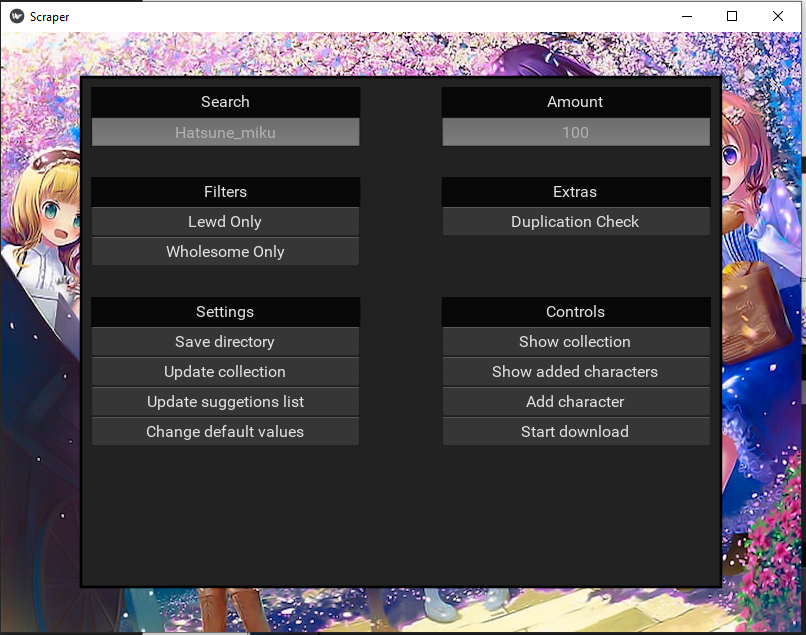 Scraper
Search
Hatsune_miku
Amount
100
Filters
Lewd Only
Wholesome Only
Extras
Duplication Check
Settings
Save directory
Update collection
Update suggetions list
Change default values
Controls
Show collection
Show added characters
Add character
Start download